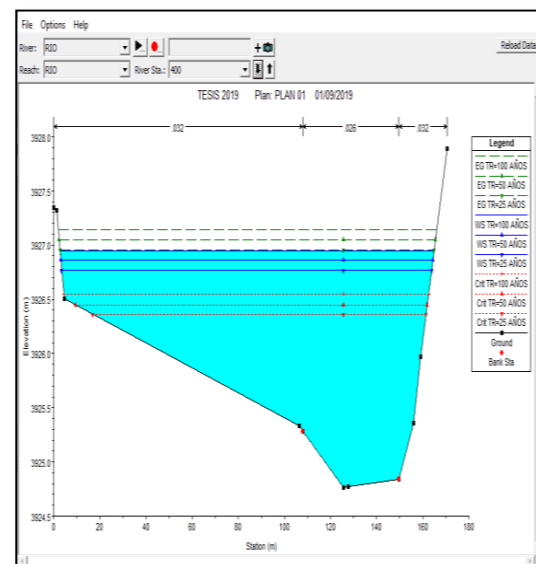 File Options Help
River: RIO
Reload Data
Reach: RIO River Sta.: 400
TESIS 2019 Plan: PLAN 01 01/09/2019
.032 .026 .032
3928.0
3927.5
3927.0
3926.5
3926.0
3925.5
3925.0
3924.5
Elevation (m)
0 20 40 60 80 100 120 140 160 180
Station (m)
Legend
EG TR=100 AÑOS
EG TR=50 AÑOS
EG TR=25 AÑOS
WS TR=100 AÑOS
WS TR=50 AÑOS
WS TR=25 AÑOS
Crit TR=100 AÑOS
Crit TR=50 AÑOS
Crit TR=25 AÑOS
Ground
Bank Sta